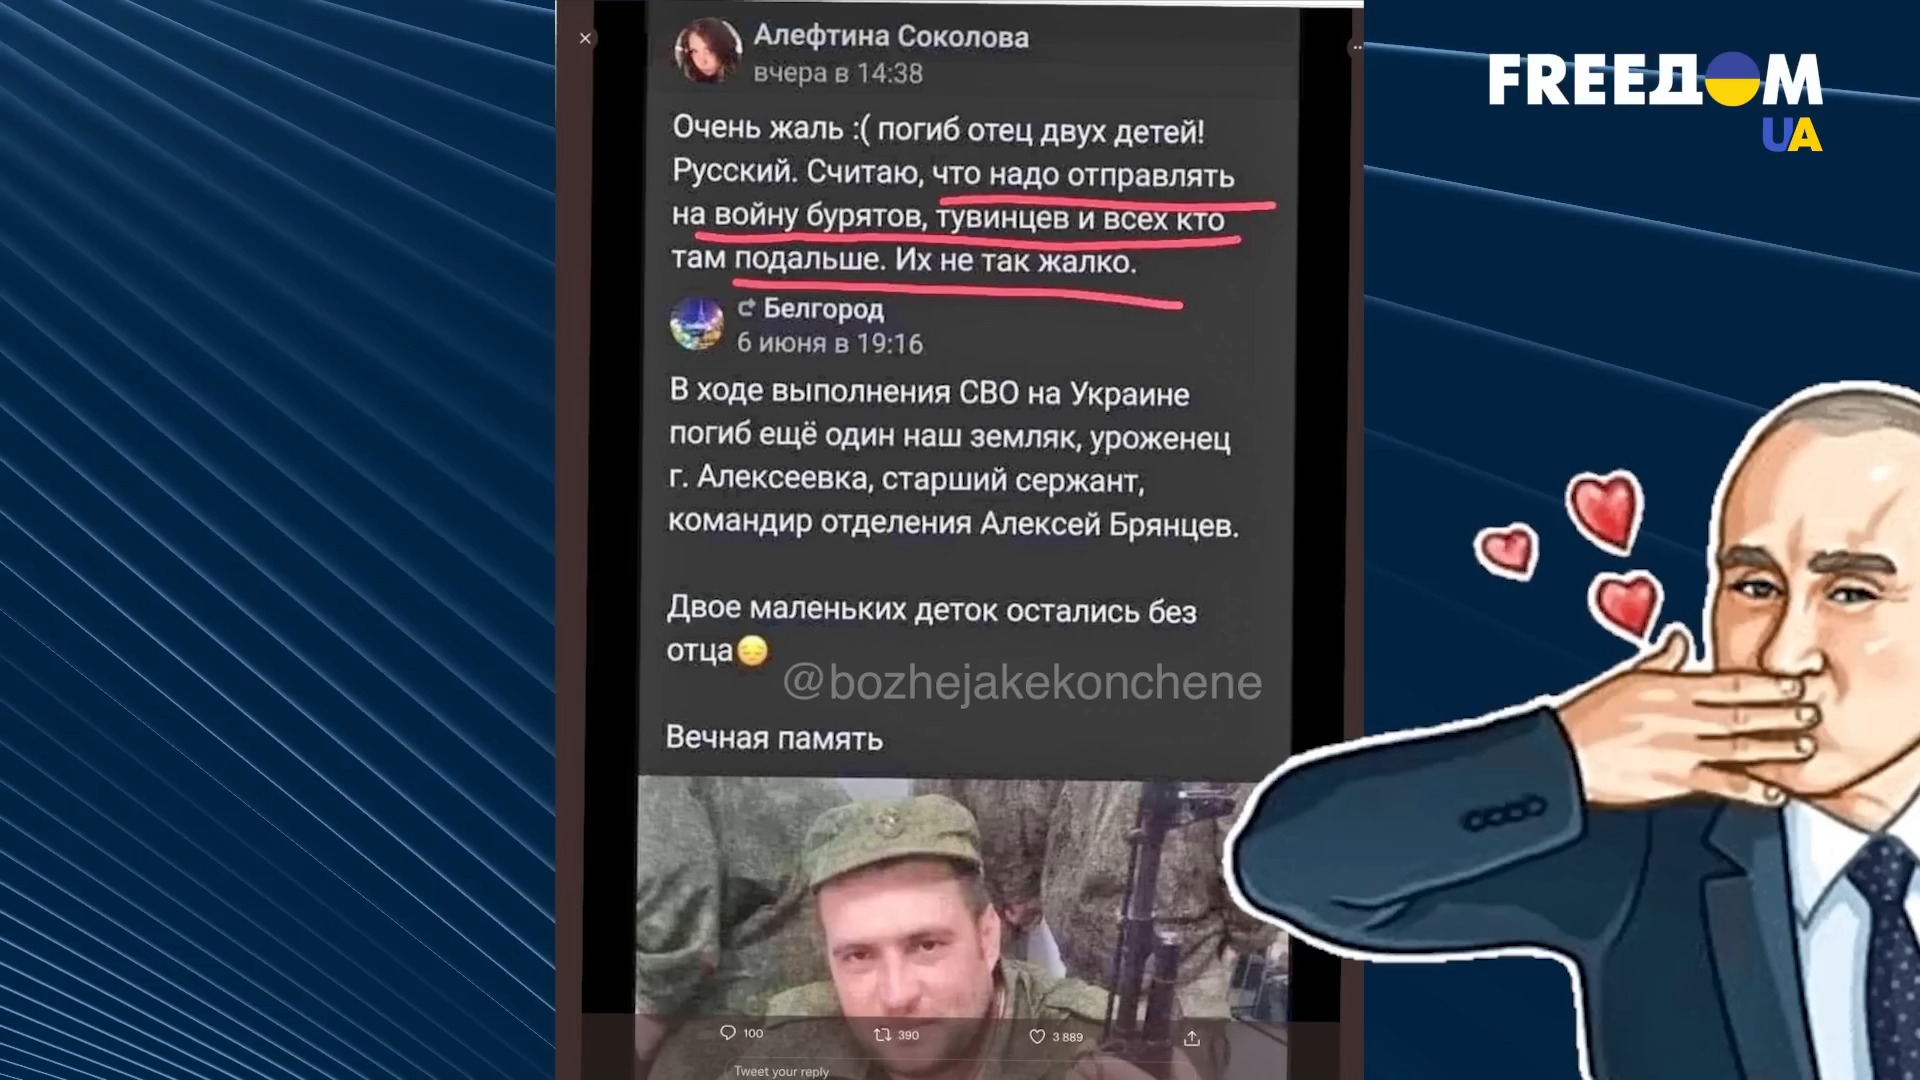 Алефтина Соколова
вчера в 14:38
Очень жаль :( погиб отец двух детей!
Русский. Считаю, что надо отправлять
на войну бурятов, тувинцев и всех кто
там подальше. Их не так жалко.
Белгород
6 июня в 19:16
В ходе выполнения СВО на Украине
погиб ещё один наш земляк, уроженец
г. Алексеевка, старший сержант,
командир отделения Алексей Брянцев.
Двое маленьких деток остались без
отца😔
@bozhejakekonchene
Вечная память
100
390
3 889
Tweet your reply
FREEДOM
UA